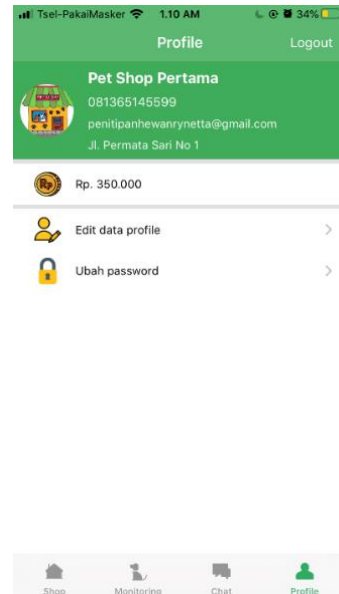 Tsel-PakaiMasker 1.10 AM 34%
Profile Logout
Pet Shop Pertama
081365145599
penitipanhewanrynetta@gmail.com
Jl. Permata Sari No 1
Rp Rp. 350.000
Edit data profile
Ubah password
Shop Monitoring Chat Profile